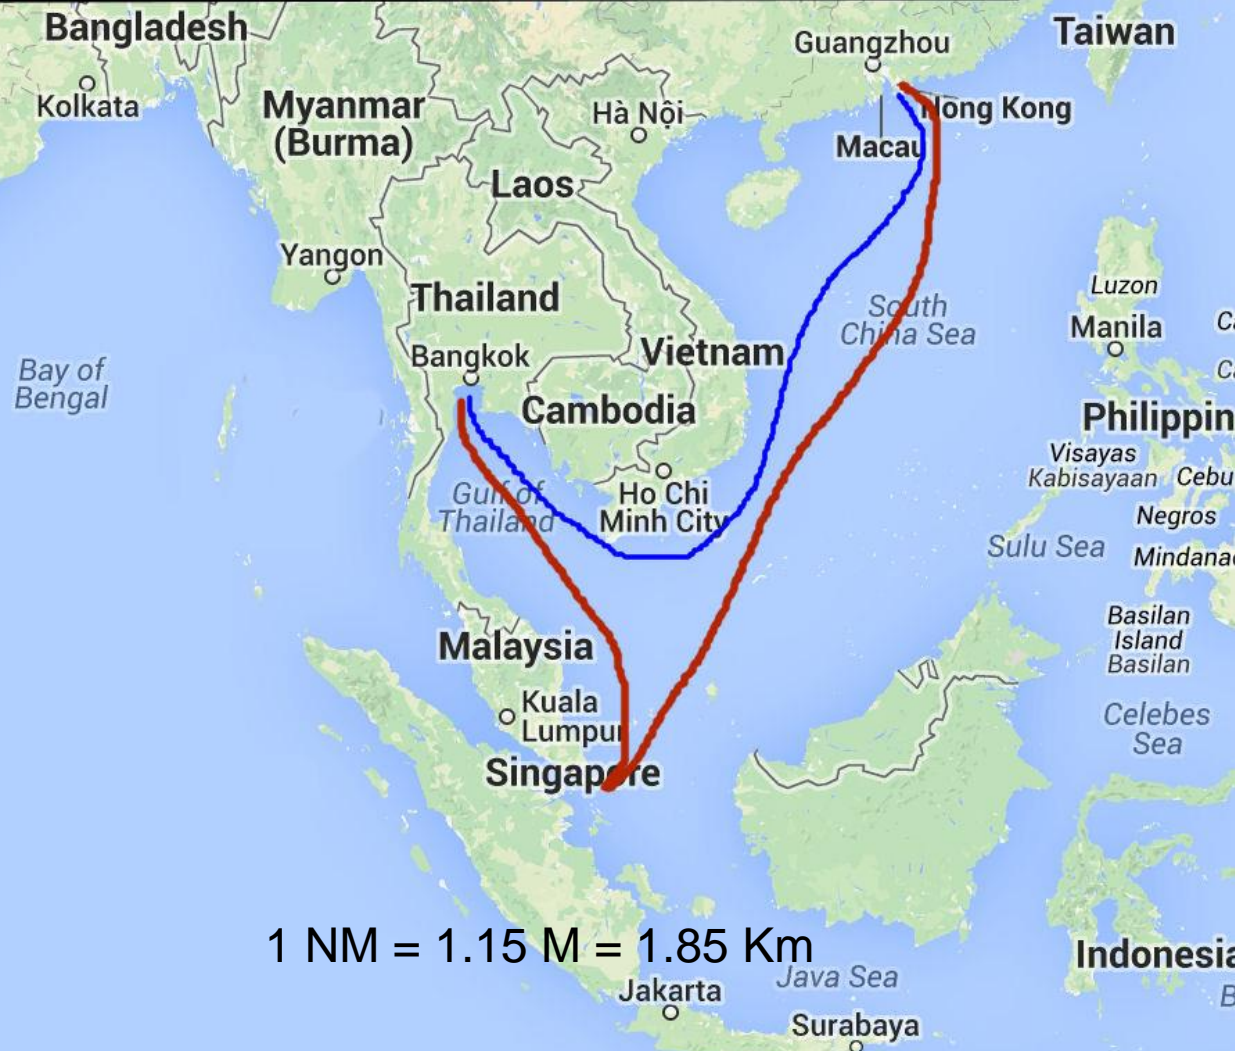 Bangladesh
Taiwan
Guangzhou
Kolkata
Myanmar
(Burma)
Hà Nội
Hong Kong
Macau
Laos
Yangon
Thailand
Luzon
South
China Sea
Manila
Bangkok
Vietnam
Bay of
Bengal
Cambodia
Philippin
Visayas
Kabisayaan
Cebu
Gulf of
Thailand
Ho Chi
Minh City
Negros
Sulu Sea
Mindana
Basilan
Island
Basilan
Malaysia
Kuala
Lumpur
Celebes
Sea
Singapore
1 NM = 1.15 M = 1.85 Km
Indonesia
Java Sea
Jakarta
Surabaya